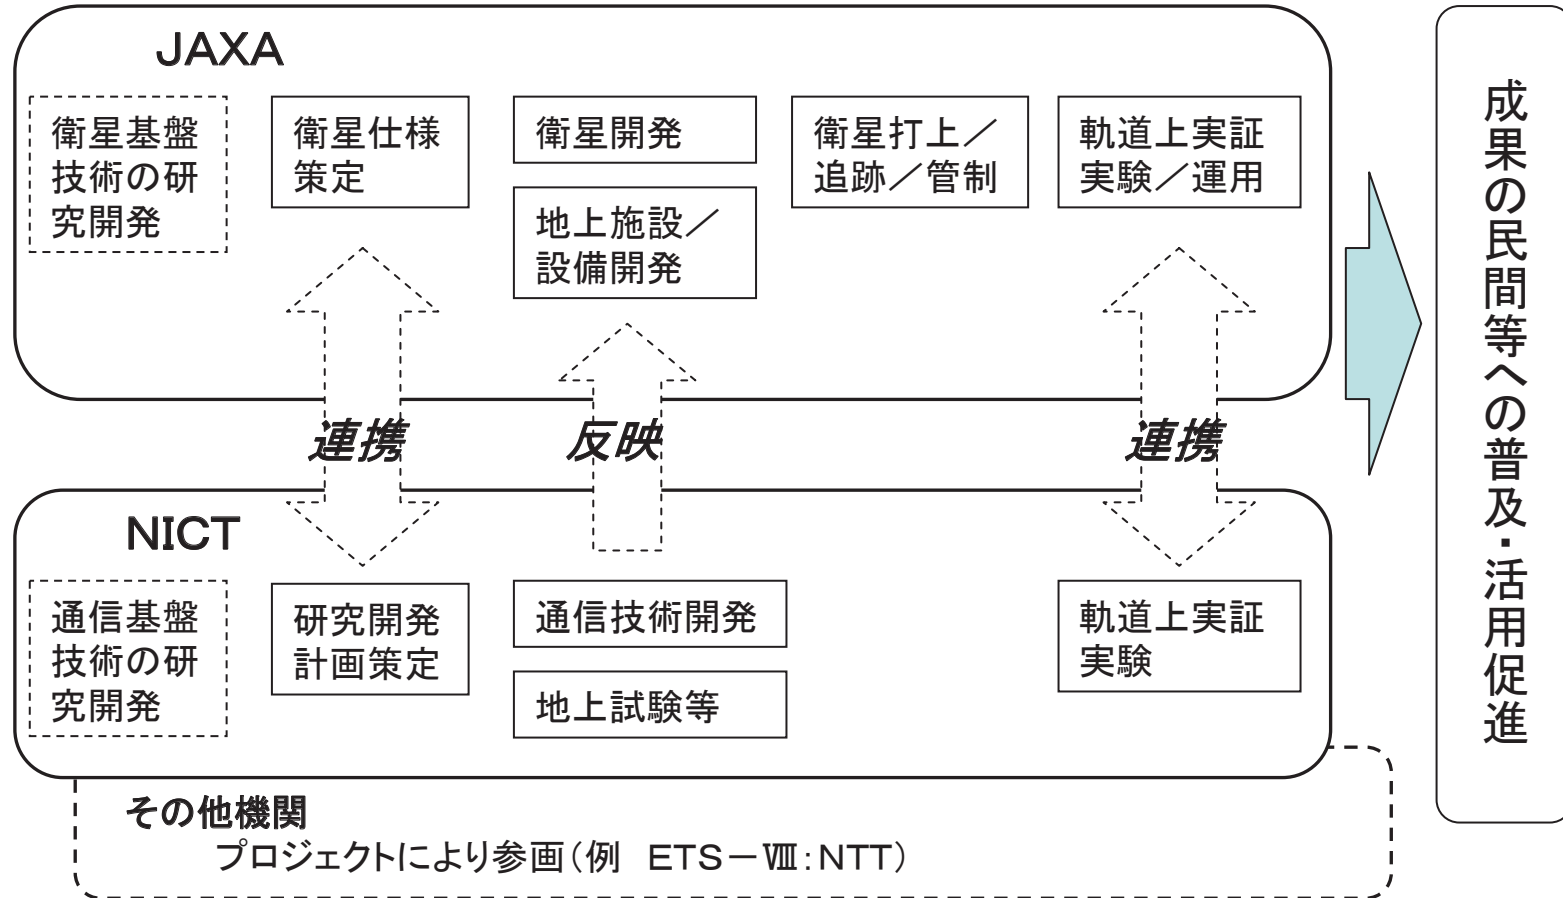 JAXA
衛星基盤
技術の研
究開発
衛星仕様
策定
衛星開発
地上施設／
設備開発
衛星打上／
追跡／管制
軌道上実証
実験／運用
連携
反映
連携
NICT
通信基盤
技術の研
究開発
研究開発
計画策定
通信技術開発
地上試験等
軌道上実証
実験
その他機関
プロジェクトにより参画（例　ETS－Ⅷ：NTT）
成果の民間等への普及・活用促進